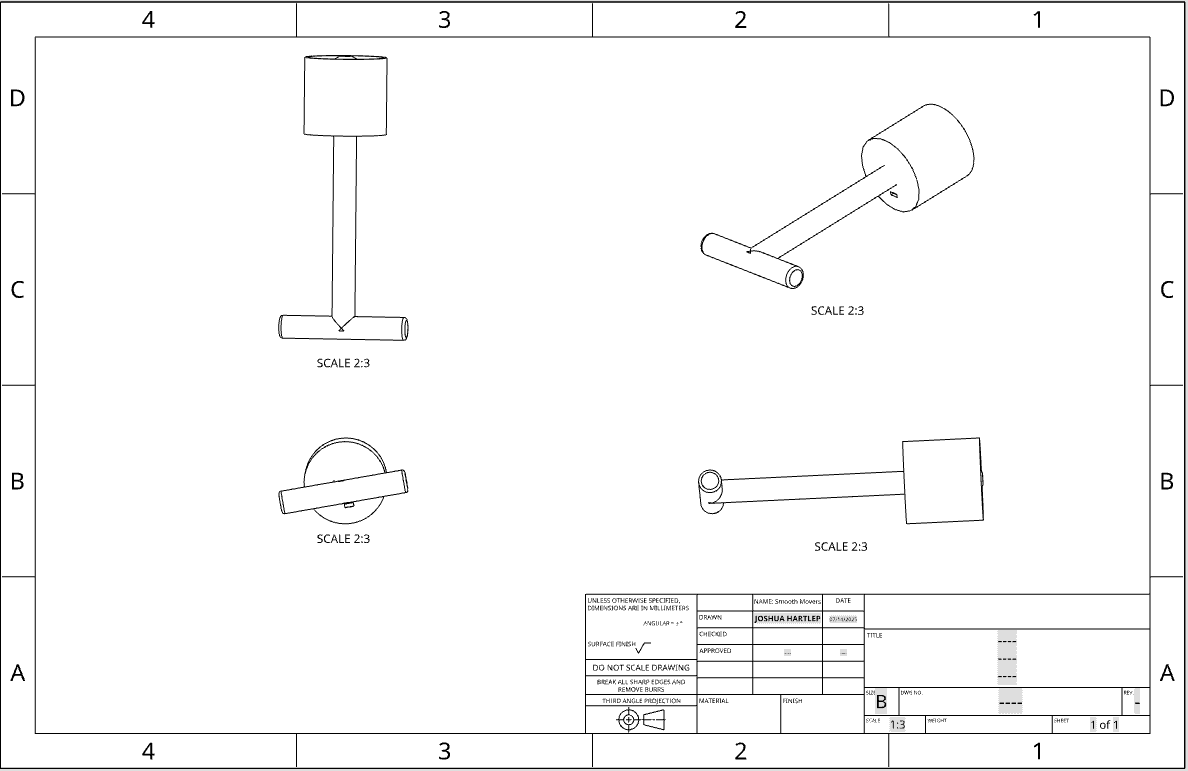 4 3 2 1
D D
SCALE 2:3
C C
SCALE 2:3
B B
SCALE 2:3
SCALE 2:3
A A
UNLESS OTHERWISE SPECIFIED,
DIMENSIONS ARE IN MILLIMETERS
ANGULAR = ± °
SURFACE FINISH
DO NOT SCALE DRAWING
BREAK ALL SHARP EDGES AND
REMOVE BURRS
THIRD ANGLE PROJECTION
NAME: Smooth Movers DATE
DRAWN JOSHUA HARTLEP
CHECKED
APPROVED --- ---
MATERIAL FINISH
TITLE ----
----
----
SIZE B DWG NO. ---- REV. -
SCALE 1:3 WEIGHT SHEET 1 of 1
4 3 2 1